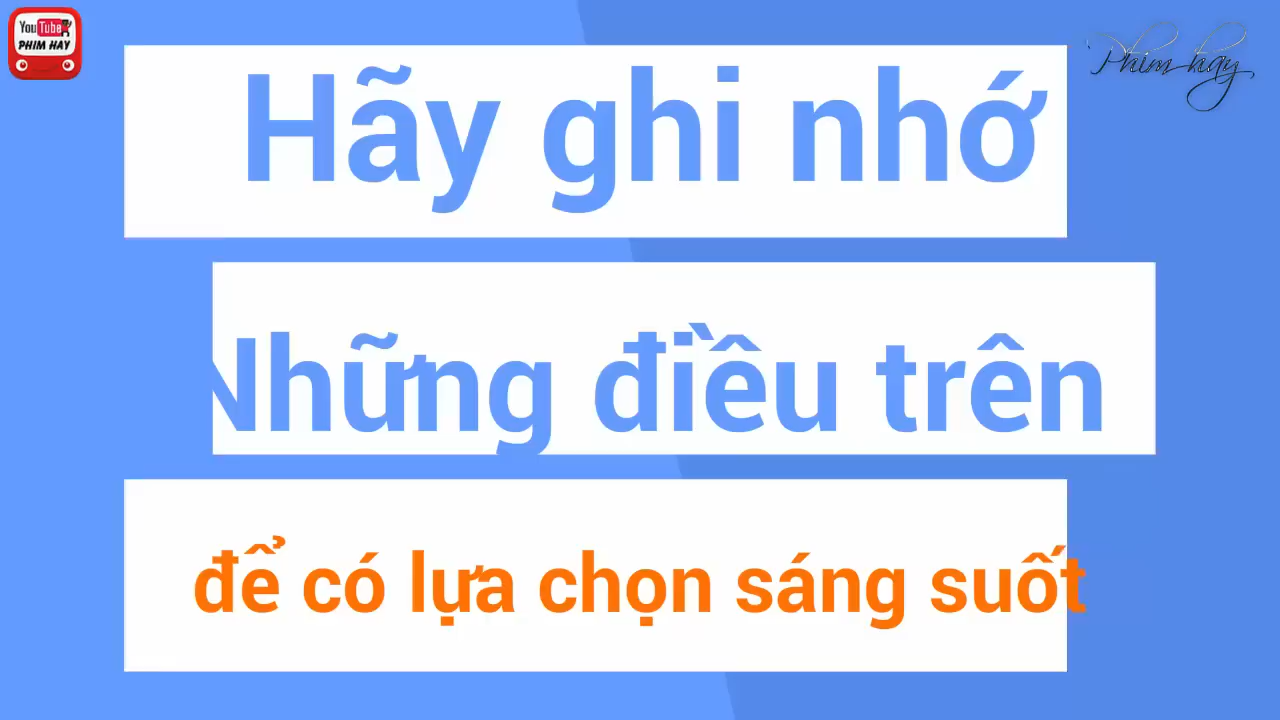 YouTube
PHIM HAY
Phim hay
Hãy ghi nhớ
Những điều trên
để có lựa chọn sáng suốt